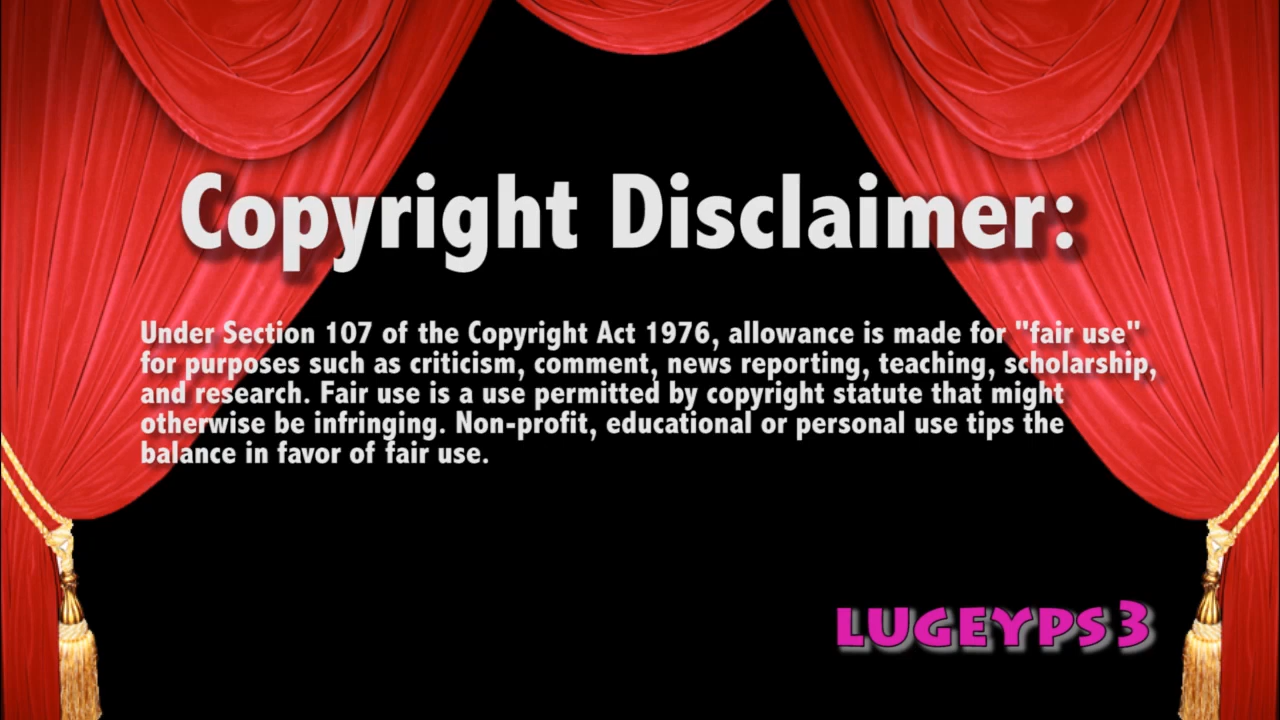 Copyright Disclaimer:
Under Section 107 of the Copyright Act 1976, allowance is made for "fair use"
for purposes such as criticism, comment, news reporting, teaching, scholarship,
and research. Fair use is a use permitted by copyright statute that might
otherwise be infringing. Non-profit, educational or personal use tips the
balance in favor of fair use.
LUGEYPS3